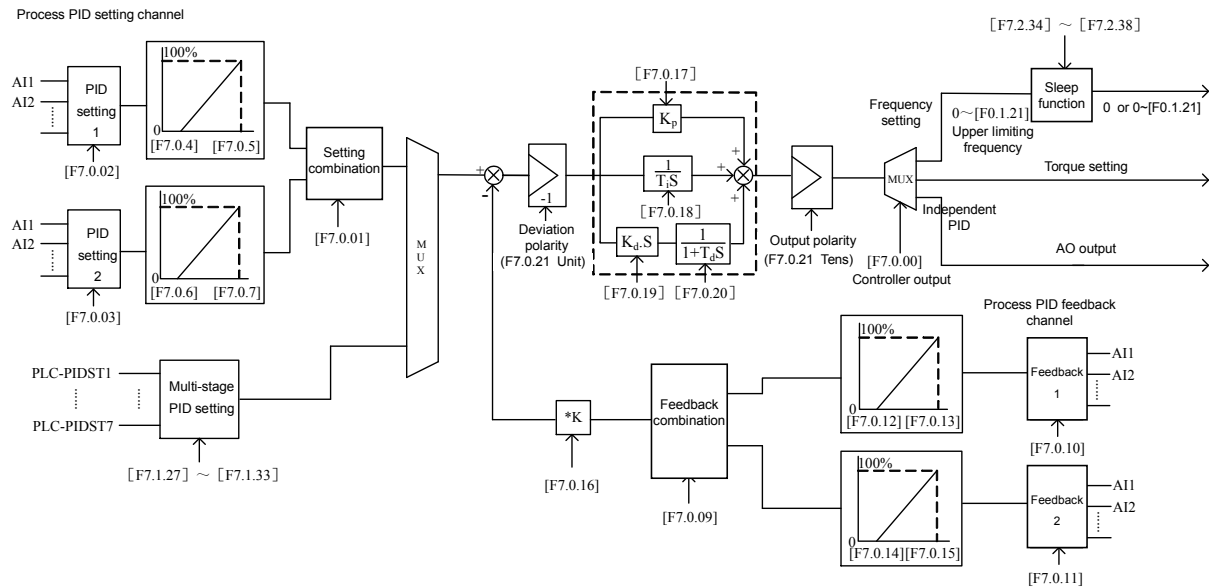 Process PID setting channel
AI1
AI2
PID
setting
1
[F7.0.02]
100%
0
[F7.0.4]
[F7.0.5]
AI1
AI2
PID
setting
2
[F7.0.03]
100%
0
[F7.0.6]
[F7.0.7]
Setting
combination
[F7.0.01]
PLC-PIDST1
PLC-PIDST7
Multi-stage
PID setting
[F7.1.27] ～ [F7.1.33]
MUX
+
-
-1
Deviation
polarity
(F7.0.21 Unit)
[F7.0.17]
Kp
1
TiS
[F7.0.18]
Kd.S
1
1+TdS
[F7.0.19]
[F7.0.20]
+
+
+
Output polarity
(F7.0.21 Tens)
MUX
[F7.0.00]
Controller output
Frequency
setting
0～[F0.1.21]
Upper limiting
frequency
[F7.2.34] ～ [F7.2.38]
Sleep
function
0 or 0~[F0.1.21]
Torque setting
Independent
PID
AO output
Process PID feedback
channel
AI1
AI2
Feedback
1
[F7.0.10]
100%
0
[F7.0.12]
[F7.0.13]
AI1
AI2
Feedback
2
[F7.0.11]
100%
0
[F7.0.14]
[F7.0.15]
Feedback
combination
[F7.0.09]
*K
[F7.0.16]